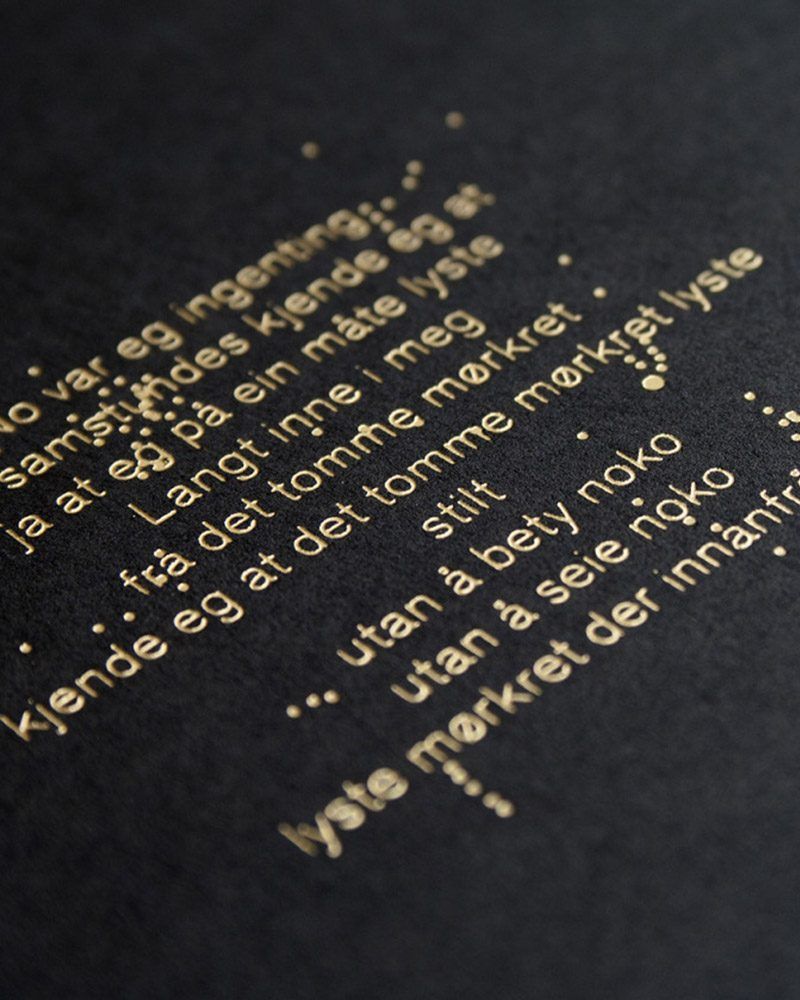 No var eg ingenting
samstundes kjende eg at
ja at eg på ein måte lyste
Langt inne i meg
frå det tomme mørkret
kjende eg at det tomme mørkret lyste
stilt
... utan å bety noko
utan å seie noko
lyste mørkret der innanfrå